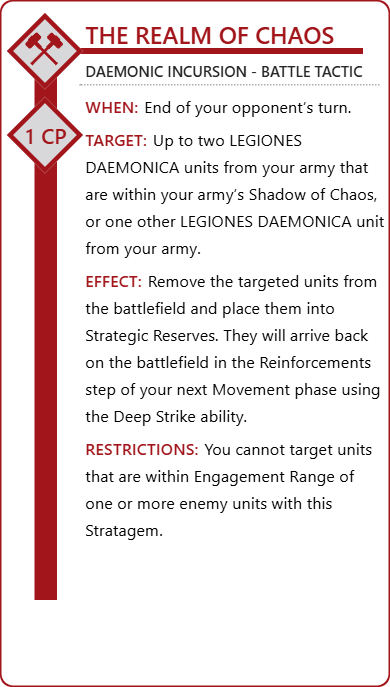 THE REALM OF CHAOS
DAEMONIC INCURSION - BATTLE TACTIC
1 CP
WHEN: End of your opponent's turn.
TARGET: Up to two LEGIONES
DAEMONICA units from your army that
are within your army's Shadow of Chaos,
or one other LEGIONES DAEMONICA unit
from your army.
EFFECT: Remove the targeted units from
the battlefield and place them into
Strategic Reserves. They will arrive back
on the battlefield in the Reinforcements
step of your next Movement phase using
the Deep Strike ability.
RESTRICTIONS: You cannot target units
that are within Engagement Range of
one or more enemy units with this
Stratagem.